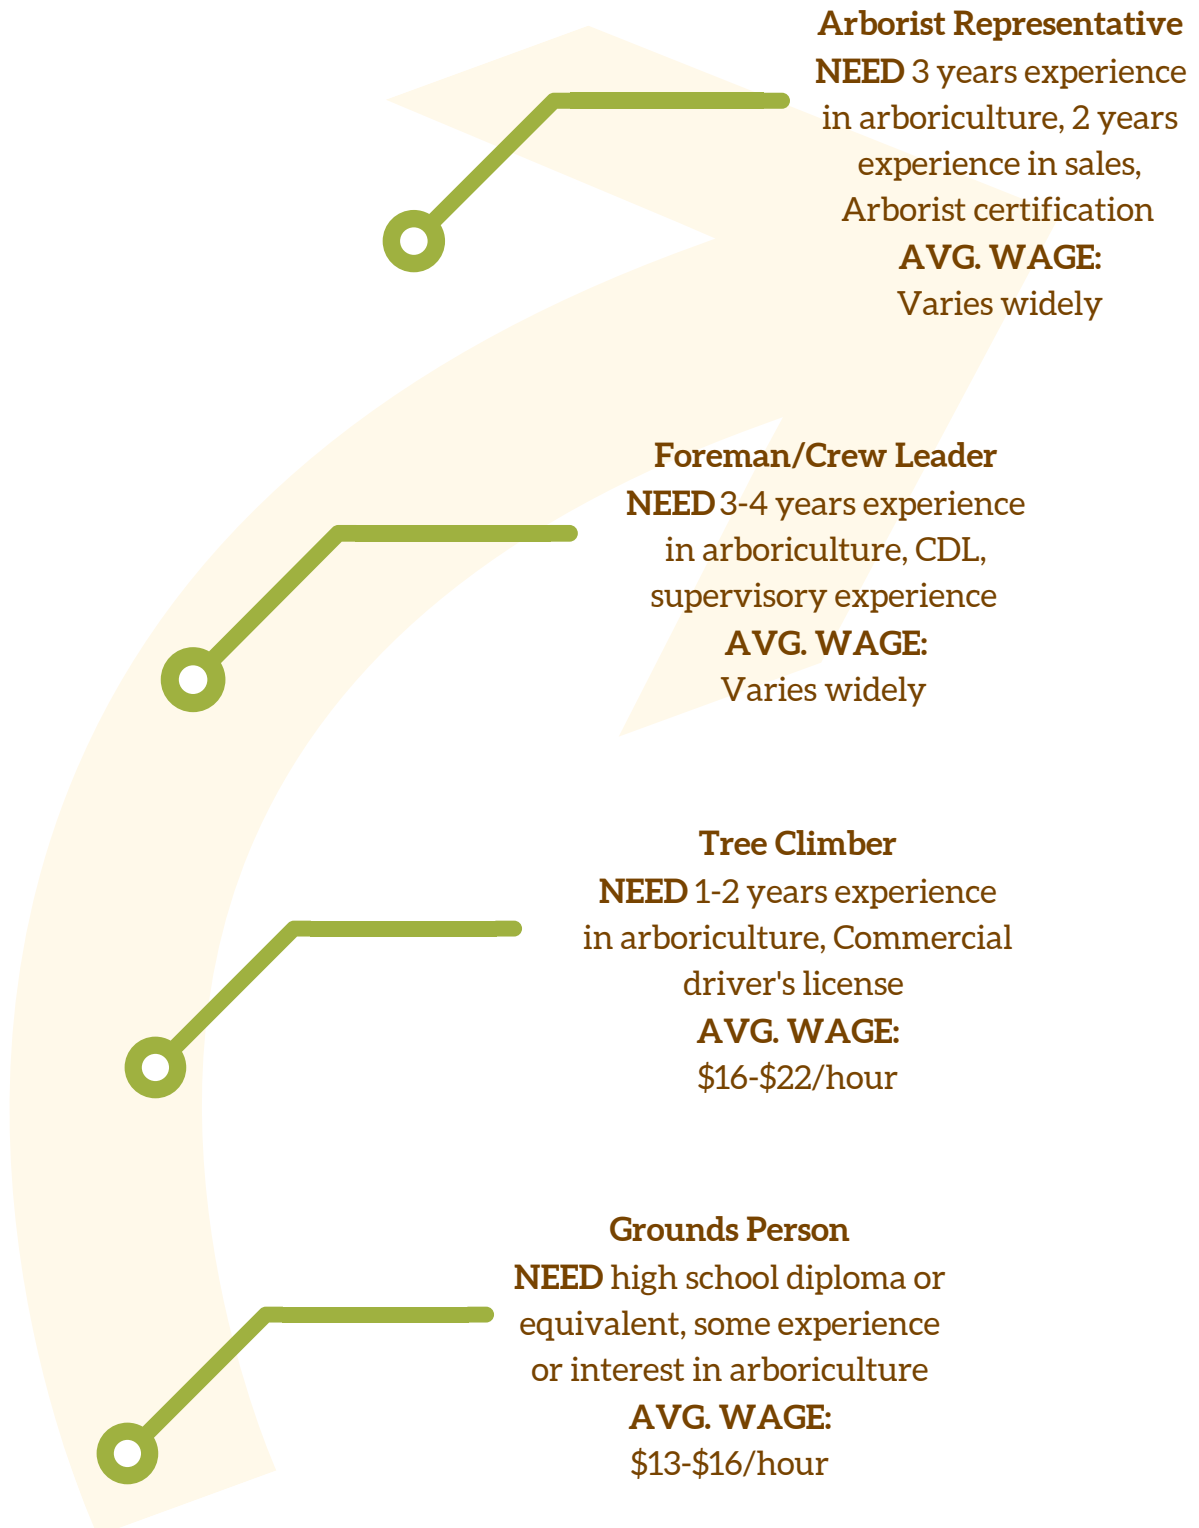 Arborist Representative
NEED 3 years experience
in arboriculture, 2 years
experience in sales,
Arborist certification
AVG. WAGE:
Varies widely
Foreman/Crew Leader
NEED 3-4 years experience
in arboriculture, CDL,
supervisory experience
AVG. WAGE:
Varies widely
Tree Climber
NEED 1-2 years experience
in arboriculture, Commercial
driver's license
AVG. WAGE:
$16-$22/hour
Grounds Person
NEED high school diploma or
equivalent, some experience
or interest in arboriculture
AVG. WAGE:
$13-$16/hour